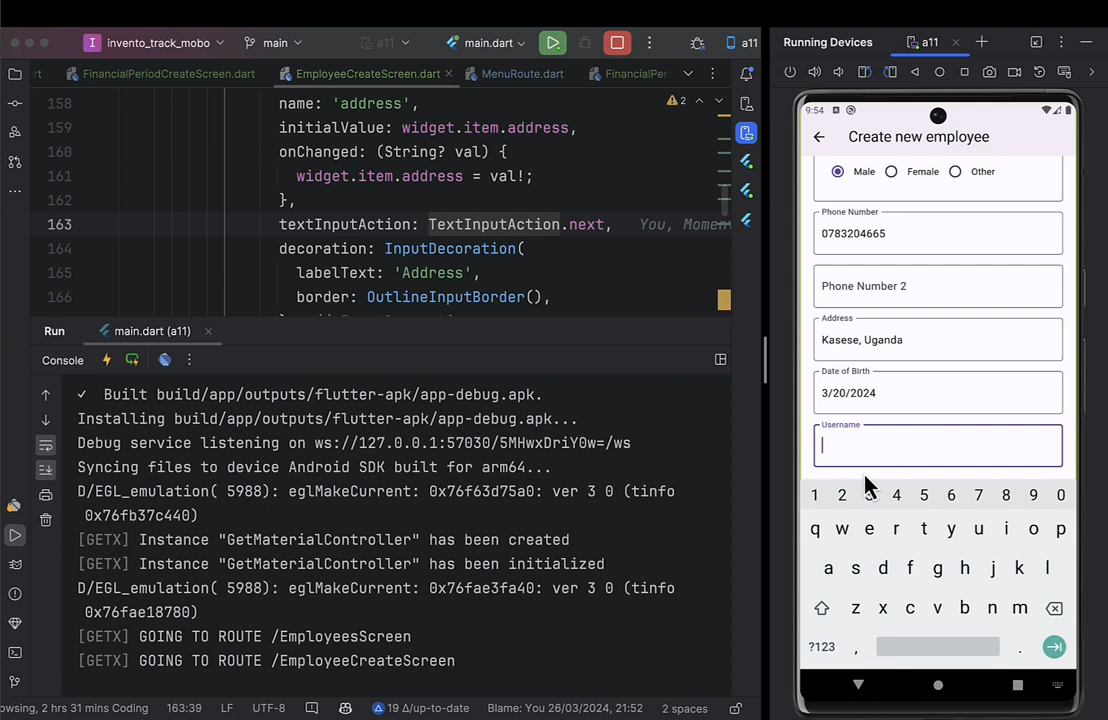 invento_track_mobo
main
a11
main.dart
a11
Running Devices
a11
rt
FinancialPeriodCreateScreen.dart
EmployeeCreateScreen.dart
MenuRoute.dart
FinancialPer
158 name: 'address',
2
159 initialValue: widget.item.address,
160 onChanged: (String? val) {
161 widget.item.address = val!;
162 },
163 textInputAction: TextInputAction.next, You, Momen
164 decoration: InputDecoration(
165 labelText: 'Address',
166 border: OutlineInputBorder(),
Run
main.dart (a11)
Console
✓ Built build/app/outputs/flutter-apk/app-debug.apk.
Installing build/app/outputs/flutter-apk/app-debug.apk...
Debug service listening on ws://127.0.0.1:57030/5MHwxDriY0w=/ws
Syncing files to device Android SDK built for arm64...
D/EGL_emulation( 5988): eglMakeCurrent: 0x76f63d75a0: ver 3 0 (tinfo
0x76fb37c440)
[GETX] Instance "GetMaterialController" has been created
[GETX] Instance "GetMaterialController" has been initialized
D/EGL_emulation( 5988): eglMakeCurrent: 0x76fae3fa40: ver 3 0 (tinfo
0x76fae18780)
[GETX] GOING TO ROUTE /EmployeesScreen
[GETX] GOING TO ROUTE /EmployeeCreateScreen
owsing, 2 hrs 31 mins Coding
163:39
LF
UTF-8
19 Δ/up-to-date
Blame: You 26/03/2024, 21:52
2 spaces
9:54
Create new employee
Male
Female
Other
Phone Number
0783204665
Phone Number 2
Address
Kasese, Uganda
Date of Birth
3/20/2024
Username
1 2 4 5 6 7 8 9 0
q w e r t y u i o p
a s d f g h j k l
z x c v b n m
?123 , .